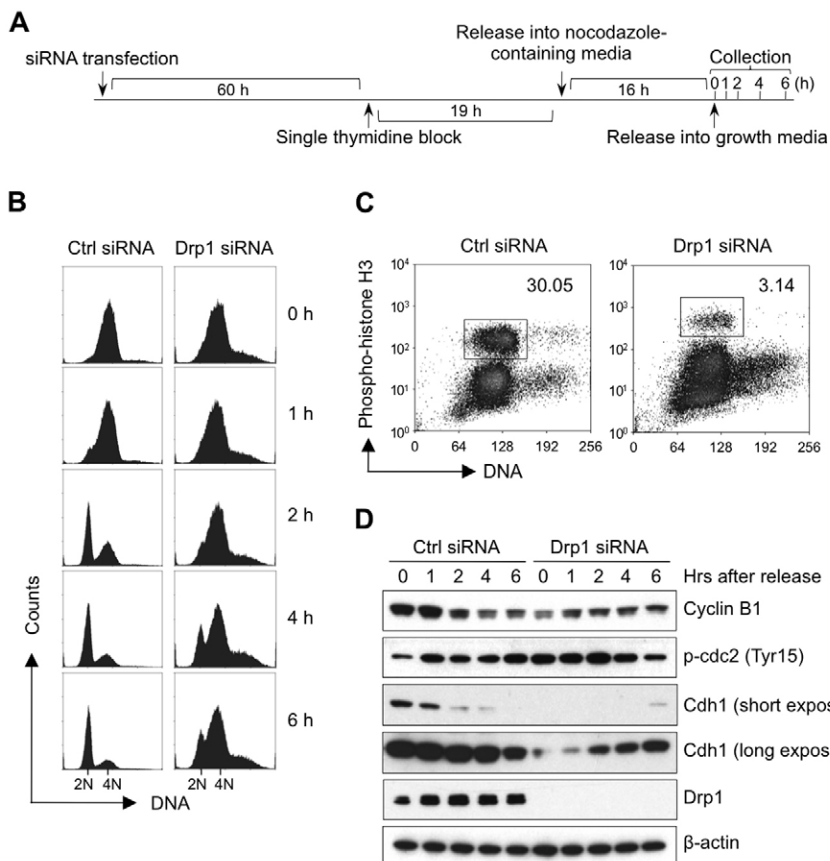 A
siRNA transfection
Release into nocodazole-
containing media
Collection
0 1 2 4 6 (h)
60 h
16 h
19 h
Single thymidine block
Release into growth media
B
Ctrl siRNA Drp1 siRNA
0 h
1 h
2 h
4 h
6 h
Counts
2N 4N 2N 4N
DNA
C
Ctrl siRNA Drp1 siRNA
Phospho-histone H3
10⁴ 10³ 10² 10¹ 10⁰
30.05
0 64 128 192 256
10⁴ 10³ 10² 10¹ 10⁰
3.14
0 64 128 192 256
DNA
D
Ctrl siRNA Drp1 siRNA
0 1 2 4 6 0 1 2 4 6 Hrs after release
Cyclin B1
p-cdc2 (Tyr15)
Cdh1 (short expos
Cdh1 (long expos
Drp1
β-actin